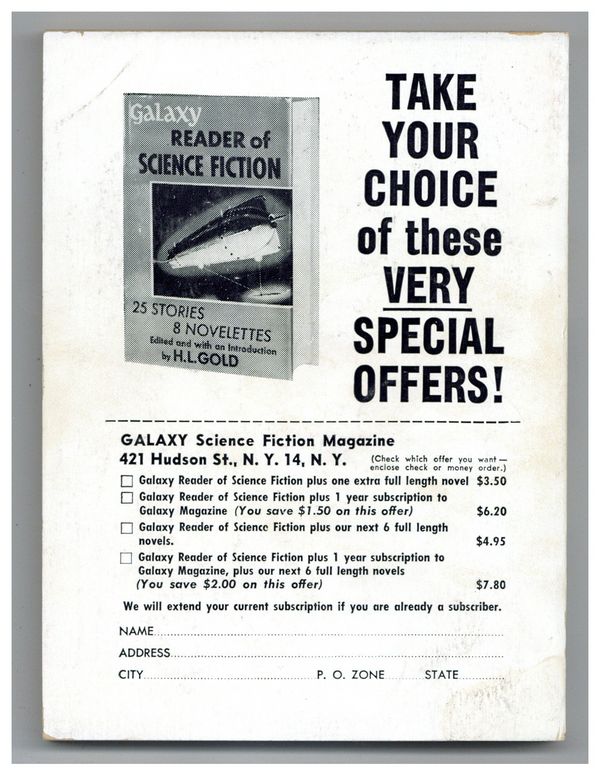 Galaxy
READER of
SCIENCE FICTION
25 STORIES
8 NOVELETTES
Edited and with an Introduction
by H.L.GOLD
TAKE
YOUR
CHOICE
of these
VERY
SPECIAL
OFFERS!
GALAXY Science Fiction Magazine
421 Hudson St., N. Y. 14, N. Y.
(Check which offer you want —
enclose check or money order.)
Galaxy Reader of Science Fiction plus one extra full length novel $3.50
Galaxy Reader of Science Fiction plus 1 year subscription to
Galaxy Magazine (You save $1.50 on this offer) $6.20
Galaxy Reader of Science Fiction plus our next 6 full length
novels. $4.95
Galaxy Reader of Science Fiction plus 1 year subscription to
Galaxy Magazine, plus our next 6 full length novels
(You save $2.00 on this offer) $7.80
We will extend your current subscription if you are already a subscriber.
NAME
ADDRESS
CITY P. O. ZONE STATE